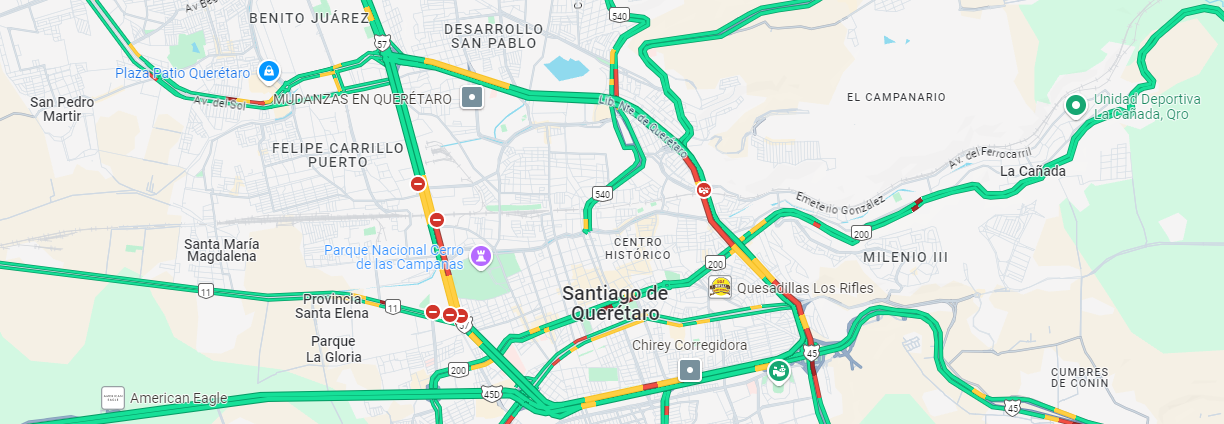 Av Be
BENITO JUÁREZ
540
DESARROLLO
SAN PABLO
57
Plaza Patio Querétaro
Av. del Sol
MUDANZAS EN QUERÉTARO
San Pedro
Martir
Lib. Nte. de Querétaro
EL CAMPANARIO
Unidad Deportiva
La Cañada, Qro
FELIPE CARRILLO
PUERTO
Av. del Ferrocarril
La Cañada
540
Emeterio González
200
Santa María
Magdalena
Parque Nacional Cerro
de las Campanas
CENTRO
HISTÓRICO
MILENIO III
200
11
Provincia
Santa Elena
11
57
Santiago de
Querétaro
Quesadillas Los Rifles
Parque
La Gloria
Chirey Corregidora
45
200
CUMBRES
DE CONÍN
American Eagle
45D
45